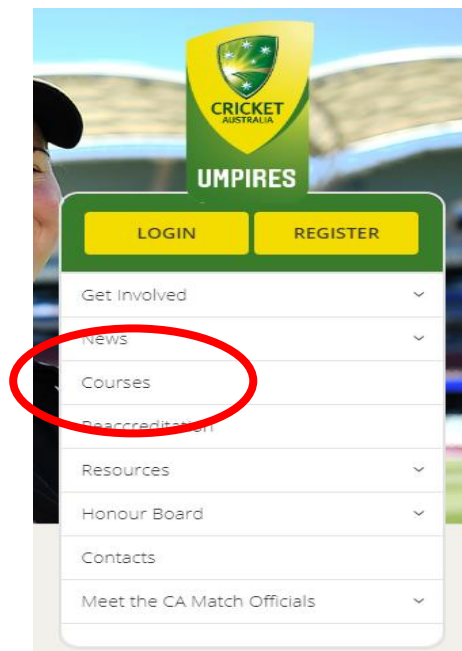 CRICKET
AUSTRALIA
UMPIRES
LOGIN REGISTER
Get Involved
News
Courses
Reaccreditation
Resources
Honour Board
Contacts
Meet the CA Match Officials